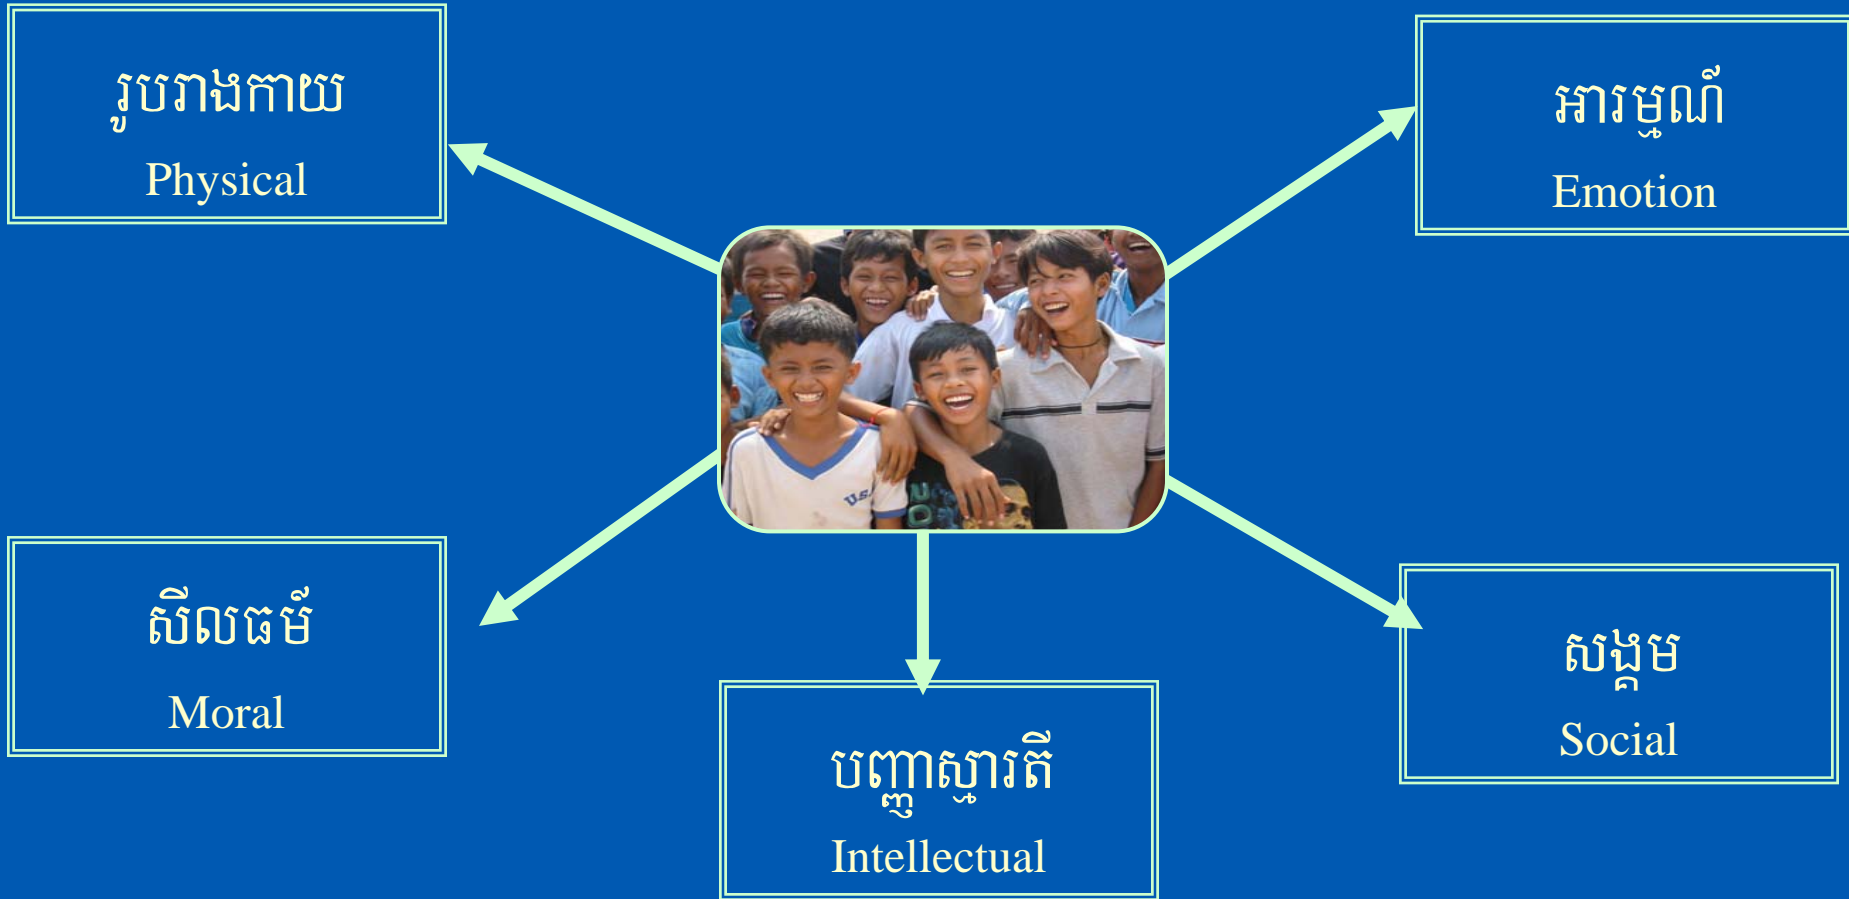 រូបរាងកាយ
Physical
អារម្មណ៍
Emotion
U.S.
សីលធម៌
Moral
សង្គម
Social
បញ្ញាស្មារតី
Intellectual